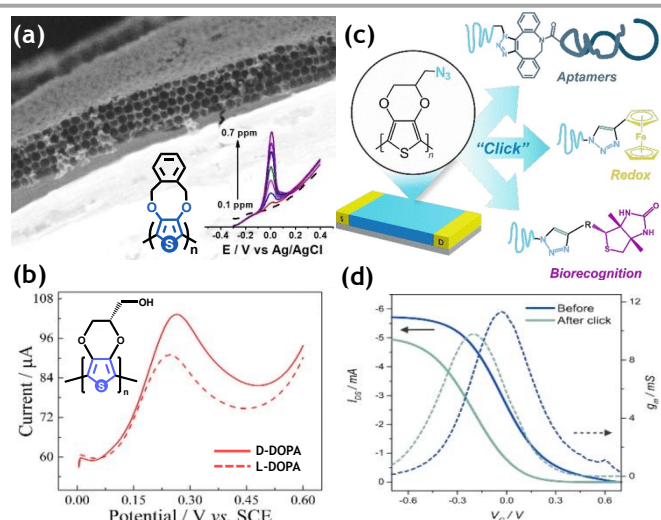 (a)
0.7 ppm
0.1 ppm
-0.4 -0.2 0.0 0.2 0.4
E / V vs Ag/AgCl
O O
S
n
(b)
108
96
84
72
60
Current / μA
OH
O O
S
n
D-DOPA
L-DOPA
0.00 0.15 0.30 0.45 0.60
Potential / V vs. SCE
(c)
N3
O O
S
n
"Click"
S
D
N=N
N
N
O
Aptamers
N=N
N
Fe
Redox
N=N
N
R
O
HN NH
S
Biorecognition
(d)
Before
After click
-6
-5
-4
-3
-2
-1
0
IDS / mA
12
8
4
0
gm / mS
-0.6 -0.3 0.0 0.3 0.6
VG / V